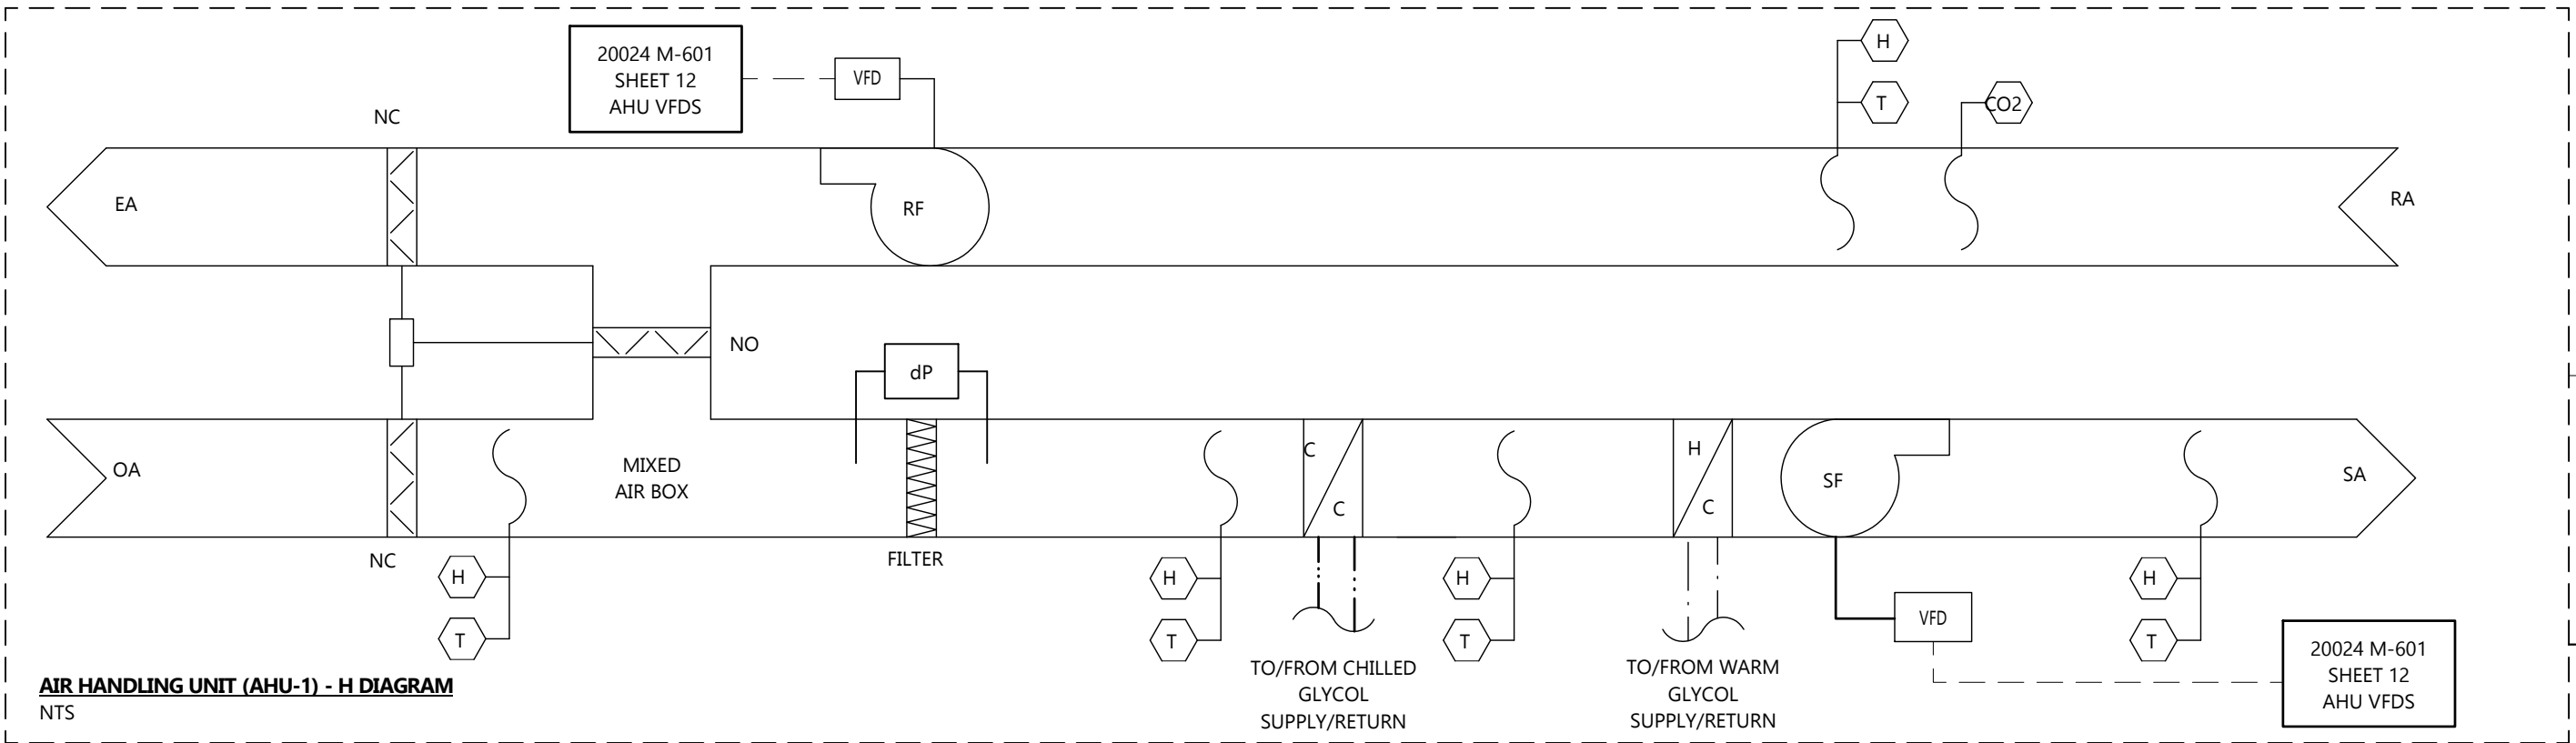 20024 M-601
SHEET 12
AHU VFDS
VFD
H
T
CO2
NC
EA
RF
RA
NO
dP
OA
MIXED
AIR BOX
C
C
H
C
SF
SA
NC
FILTER
H
T
H
T
H
T
H
T
VFD
TO/FROM CHILLED
GLYCOL
SUPPLY/RETURN
TO/FROM WARM
GLYCOL
SUPPLY/RETURN
20024 M-601
SHEET 12
AHU VFDS
AIR HANDLING UNIT (AHU-1) - H DIAGRAM
NTS